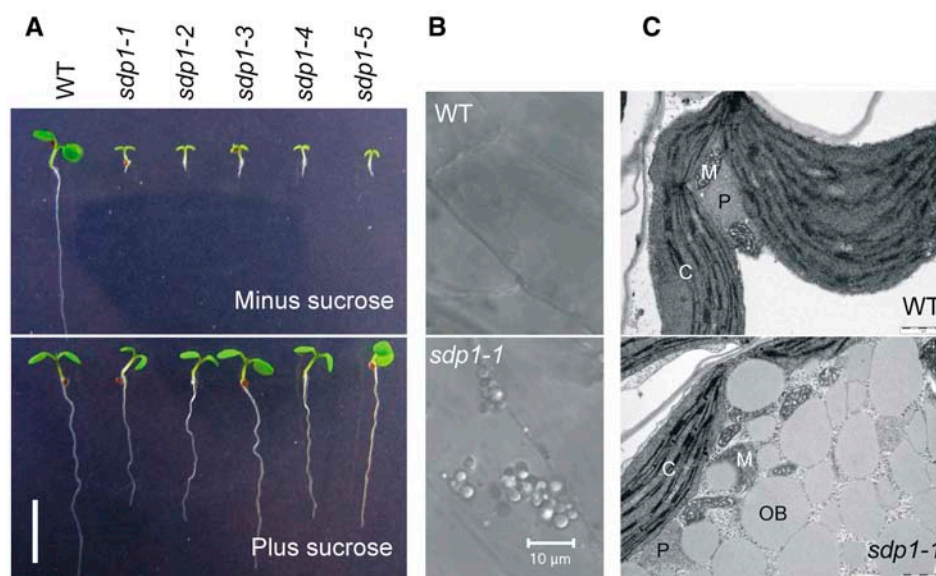 A
B
C
WT
sdp1-1
sdp1-2
sdp1-3
sdp1-4
sdp1-5
Minus sucrose
Plus sucrose
WT
sdp1-1
10 µm
M
P
C
WT
C
M
OB
P
sdp1-1